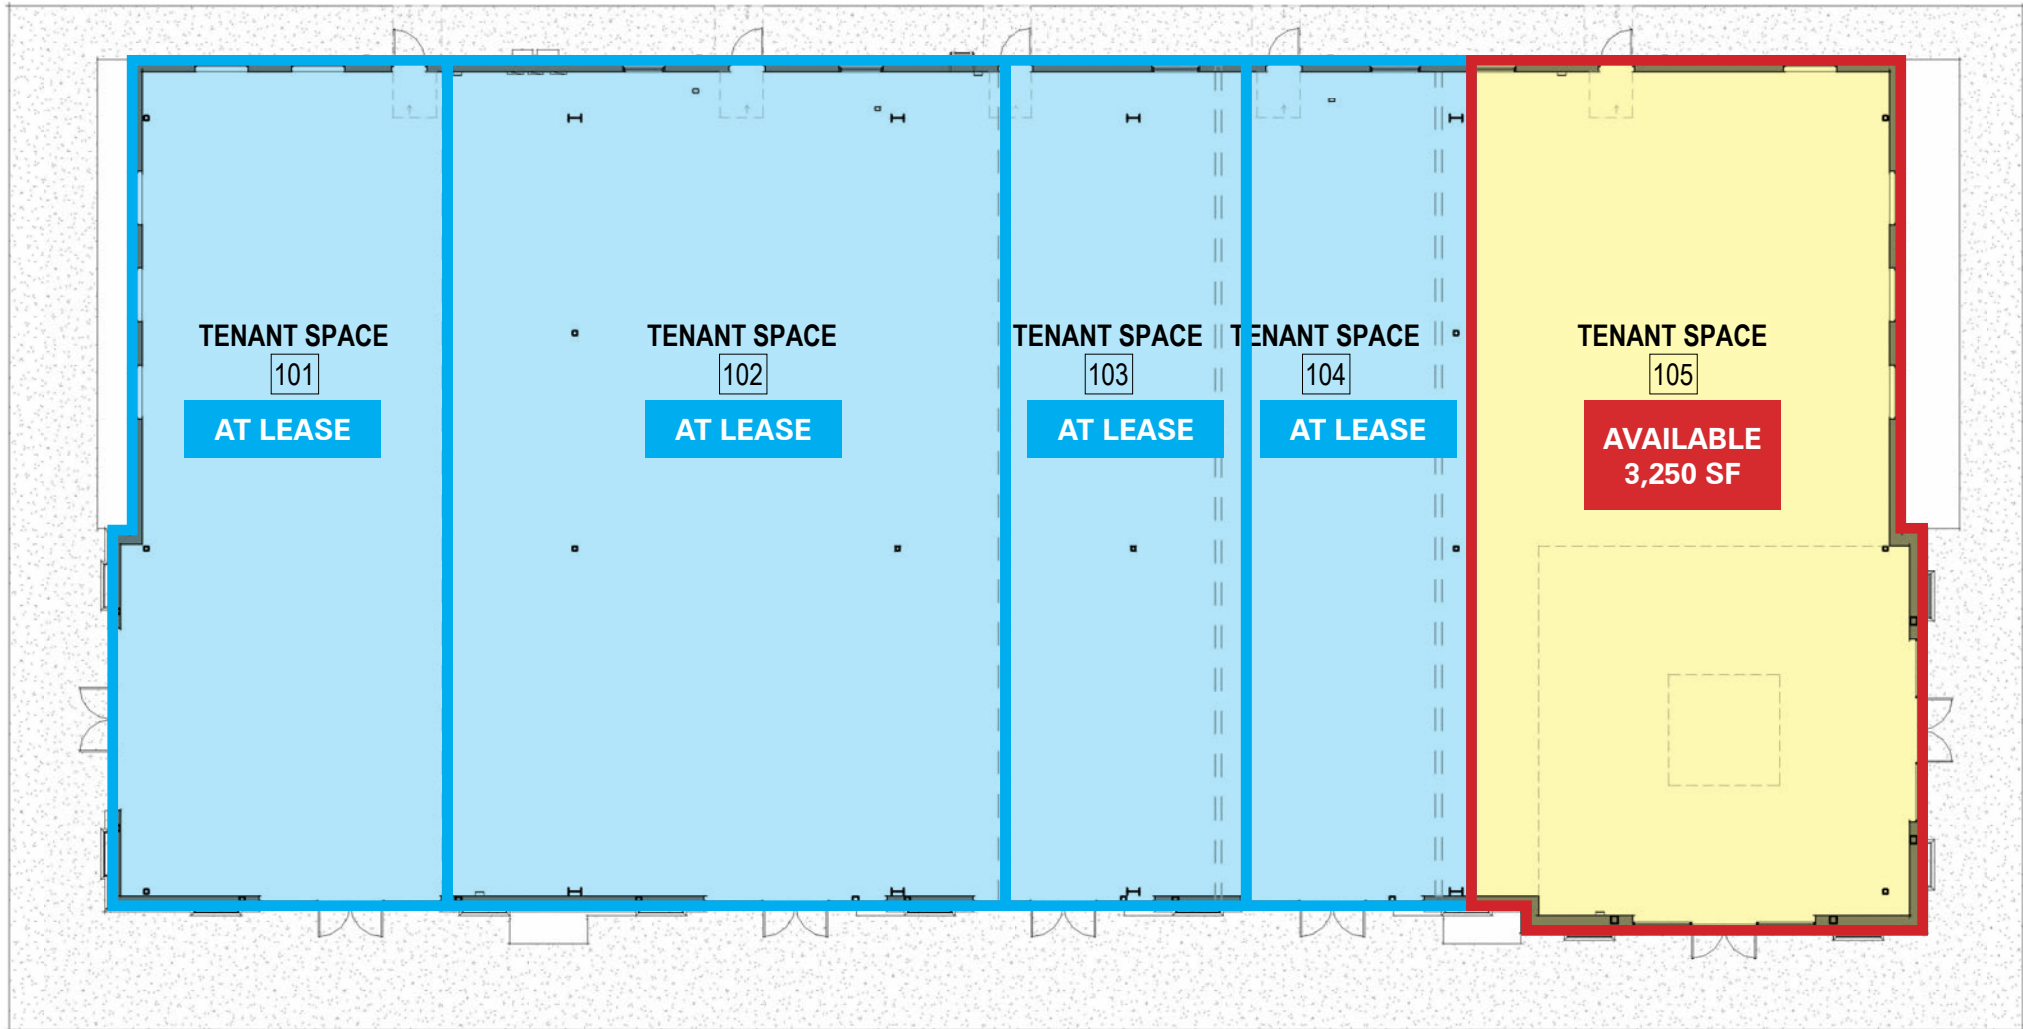 TENANT SPACE
101
AT LEASE
TENANT SPACE
102
AT LEASE
TENANT SPACE
103
AT LEASE
TENANT SPACE
104
AT LEASE
TENANT SPACE
105
AVAILABLE
3,250 SF